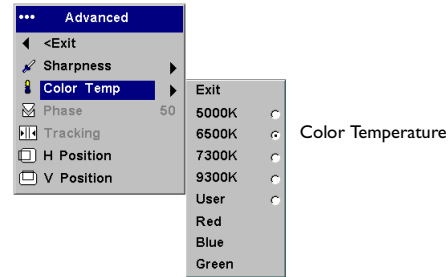 ••• Advanced
<Exit
Sharpness
Color Temp
Phase 50
Tracking
H Position
V Position
Exit
5000K
6500K
7300K
9300K
User
Red
Blue
Green
Color Temperature